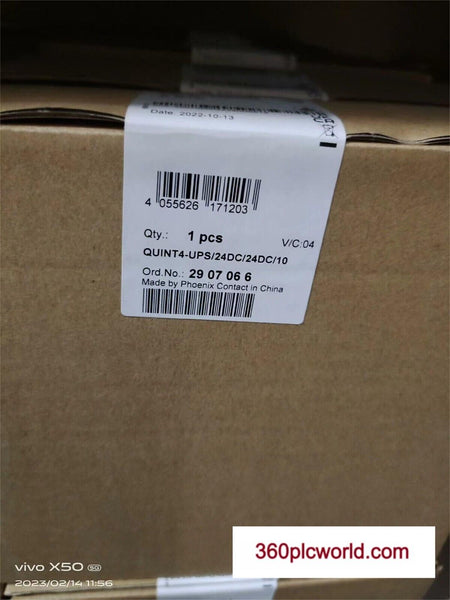 Date: 2022-10-13
4 055626 171203
Qty.: 1 pcs V/C:04
QUINT4-UPS/24DC/24DC/10
Ord.No.: 29 07 06 6
Made by Phoenix Contact in China
360plcworld.com
vivo X50 5G
2023/02/14 11:56